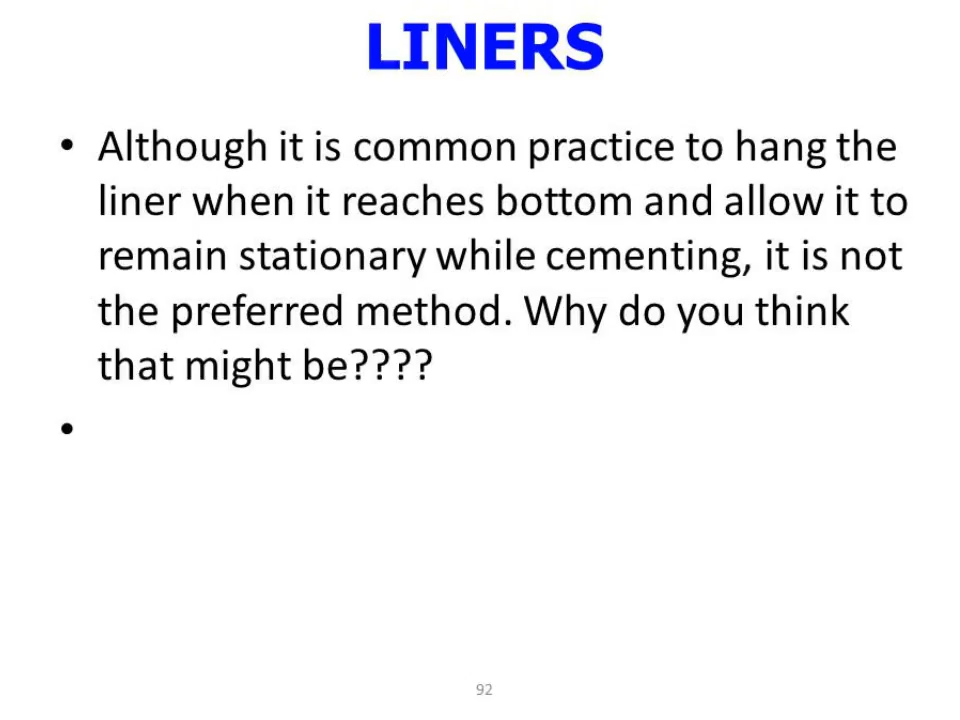 LINERS
• Although it is common practice to hang the
liner when it reaches bottom and allow it to
remain stationary while cementing, it is not
the preferred method. Why do you think
that might be????
•
92